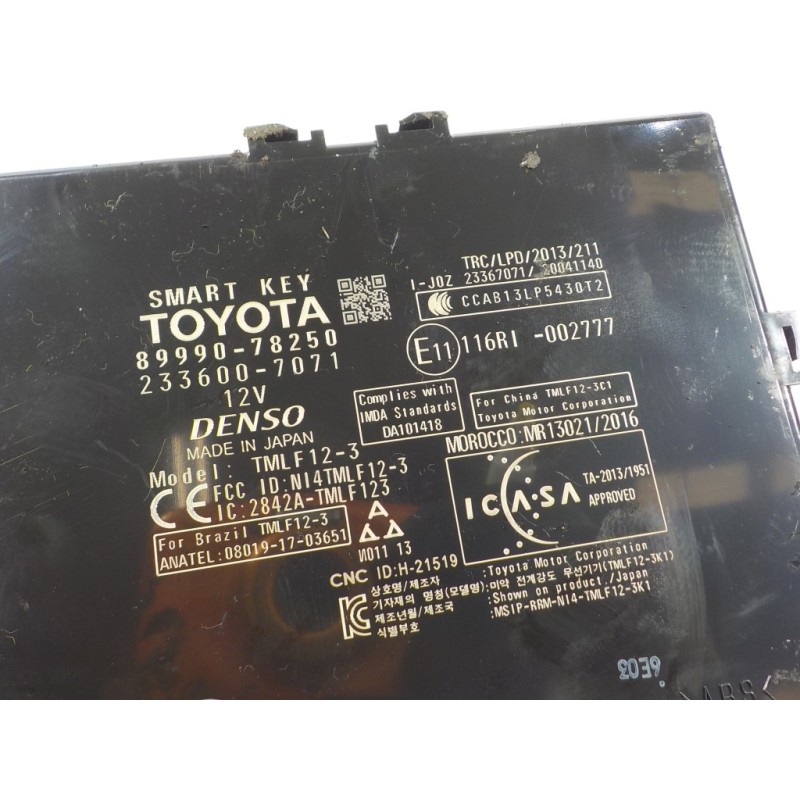 SMART KEY
TOYOTA
89990-78250
233600-7071
12V
DENSO
MADE IN JAPAN
Model: TMLF12-3
CE
FCC ID:NI4TMLF12-3
IC:2842A-TMLF123
For Brazil TMLF12-3
ANATEL:08019-17-03651
I-JOZ
TRC/LPD/2013/211
23367071/ 20041140
CCAB13LP5430T2
E11
116RI -002777
Complies with
IMDA Standards
DA101418
For China TMLF12-3C1
Toyota Motor Corporation
MOROCCO:MR13021/2016
ICASA
TA-2013/1951
APPROVED
И011 13
CNC ID:H-21519
상호명/제조자 :Toyota Motor Corporation
기자재의 명칭(모델명) :미약 전계강도 무선기기(TMLF12-3K1)
제조년월/제조국 :Shown on product /Japan
식별부호 :MSIP-RRM-NI4-TMLF12-3K1
6E03
>ABS<